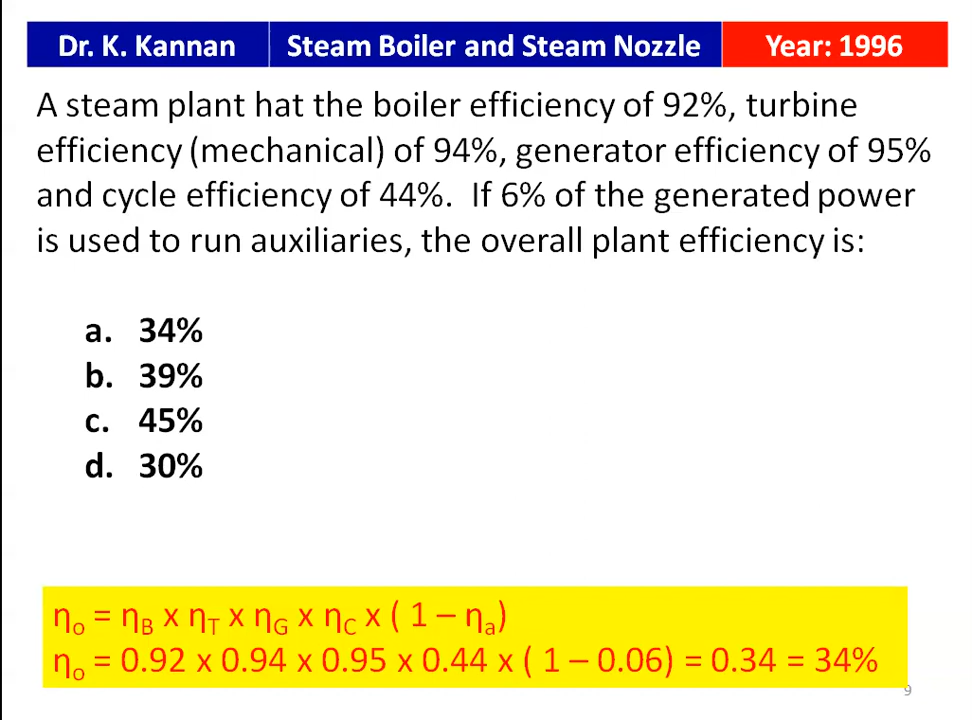 Dr. K. Kannan Steam Boiler and Steam Nozzle Year: 1996
A steam plant hat the boiler efficiency of 92%, turbine
efficiency (mechanical) of 94%, generator efficiency of 95%
and cycle efficiency of 44%. If 6% of the generated power
is used to run auxiliaries, the overall plant efficiency is:
a. 34%
b. 39%
c. 45%
d. 30%
ηo = ηB x ηT x ηG x ηC x ( 1 – ηa)
ηo = 0.92 x 0.94 x 0.95 x 0.44 x ( 1 – 0.06) = 0.34 = 34%
9